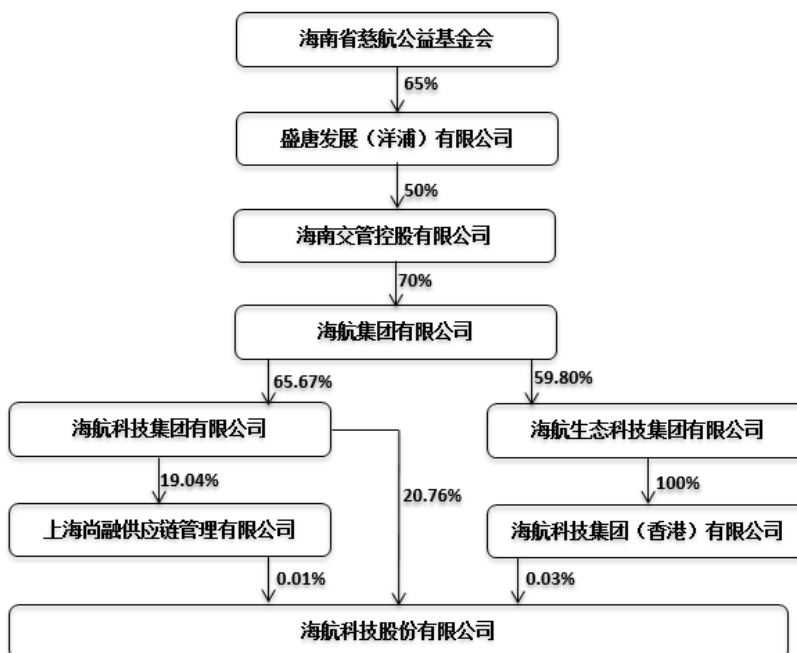 海南省慈航公益基金会
65%
盛唐发展（洋浦）有限公司
50%
海南交管控股有限公司
70%
海航集团有限公司
65.67%
59.80%
海航科技集团有限公司
海航生态科技集团有限公司
19.04%
20.76%
100%
上海尚融供应链管理有限公司
海航科技集团（香港）有限公司
0.01%
0.03%
海航科技股份有限公司